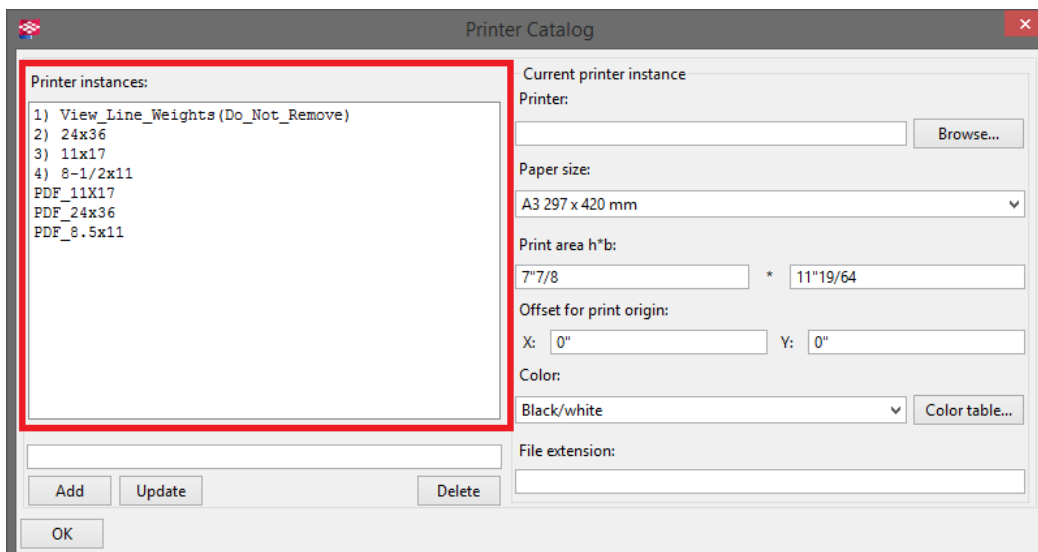 Printer Catalog
Printer instances:
1) View_Line_Weights(Do_Not_Remove)
2) 24x36
3) 11x17
4) 8-1/2x11
PDF_11X17
PDF_24x36
PDF_8.5x11
Add Update Delete
OK
Current printer instance
Printer:
Browse...
Paper size:
A3 297 x 420 mm
Print area h*b:
7"7/8 * 11"19/64
Offset for print origin:
X: 0" Y: 0"
Color:
Black/white Color table...
File extension: